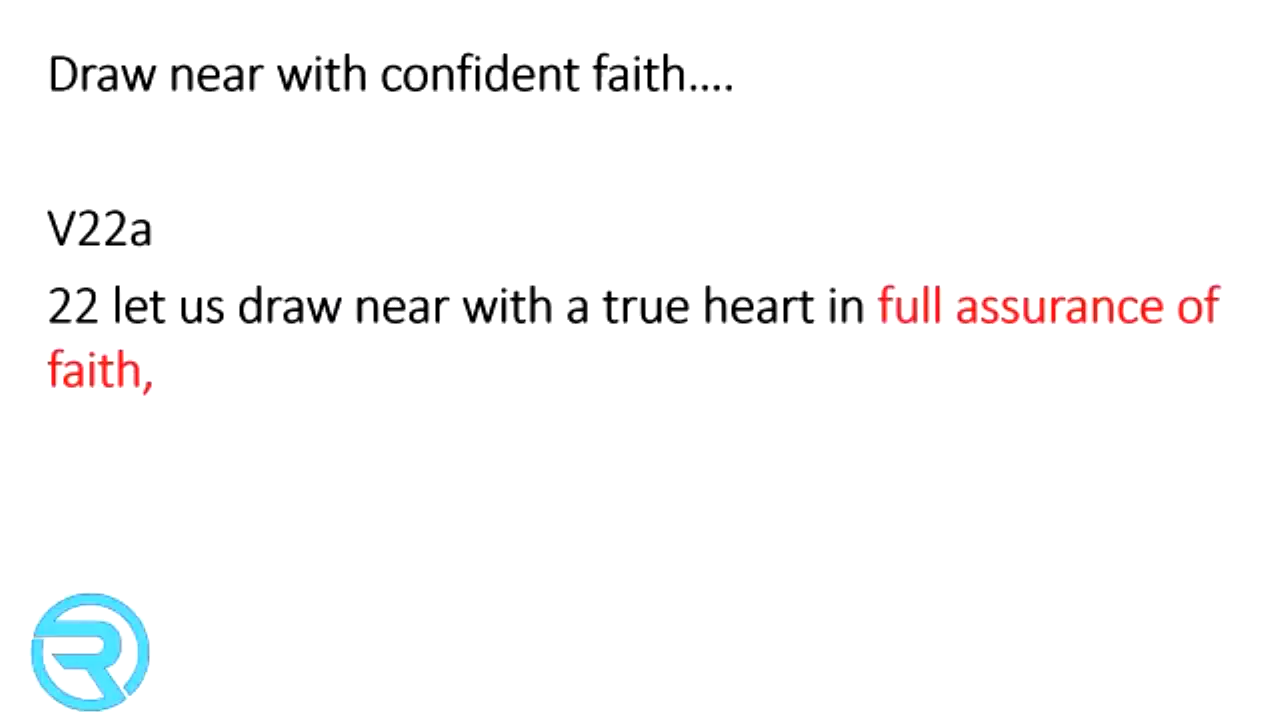 Draw near with confident faith....
V22a
22 let us draw near with a true heart in full assurance of
faith,
R